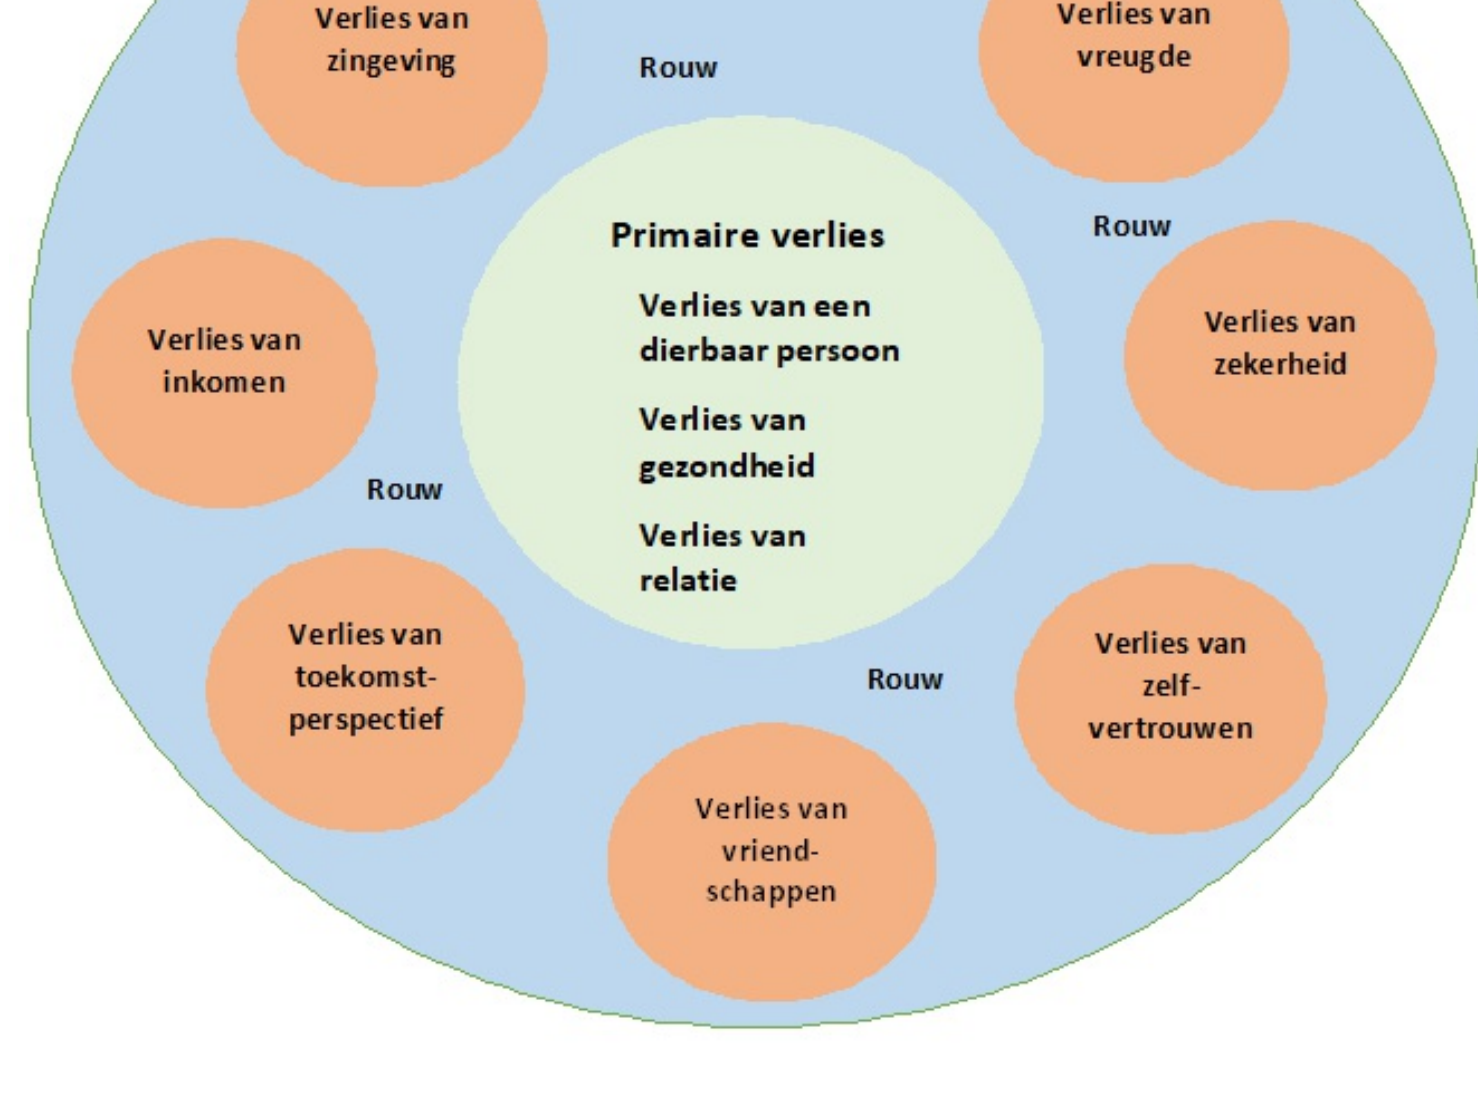 Verlies van
zingeving
Rouw
Verlies van
vreugde
Primaire verlies
Verlies van een
dierbaar persoon
Verlies van
gezondheid
Verlies van
relatie
Rouw
Verlies van
zekerheid
Verlies van
inkomen
Rouw
Verlies van
toekomst-
perspectief
Rouw
Verlies van
zelf-
vertrouwen
Verlies van
vriend-
schappen